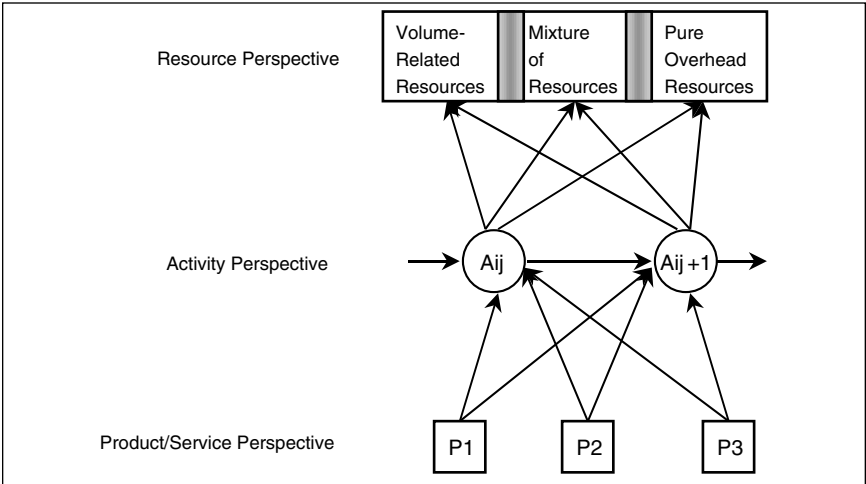 Resource Perspective
Volume-
Related
Resources
Mixture
of
Resources
Pure
Overhead
Resources
Activity Perspective
Aij
Aij +1
Product/Service Perspective
P1
P2
P3